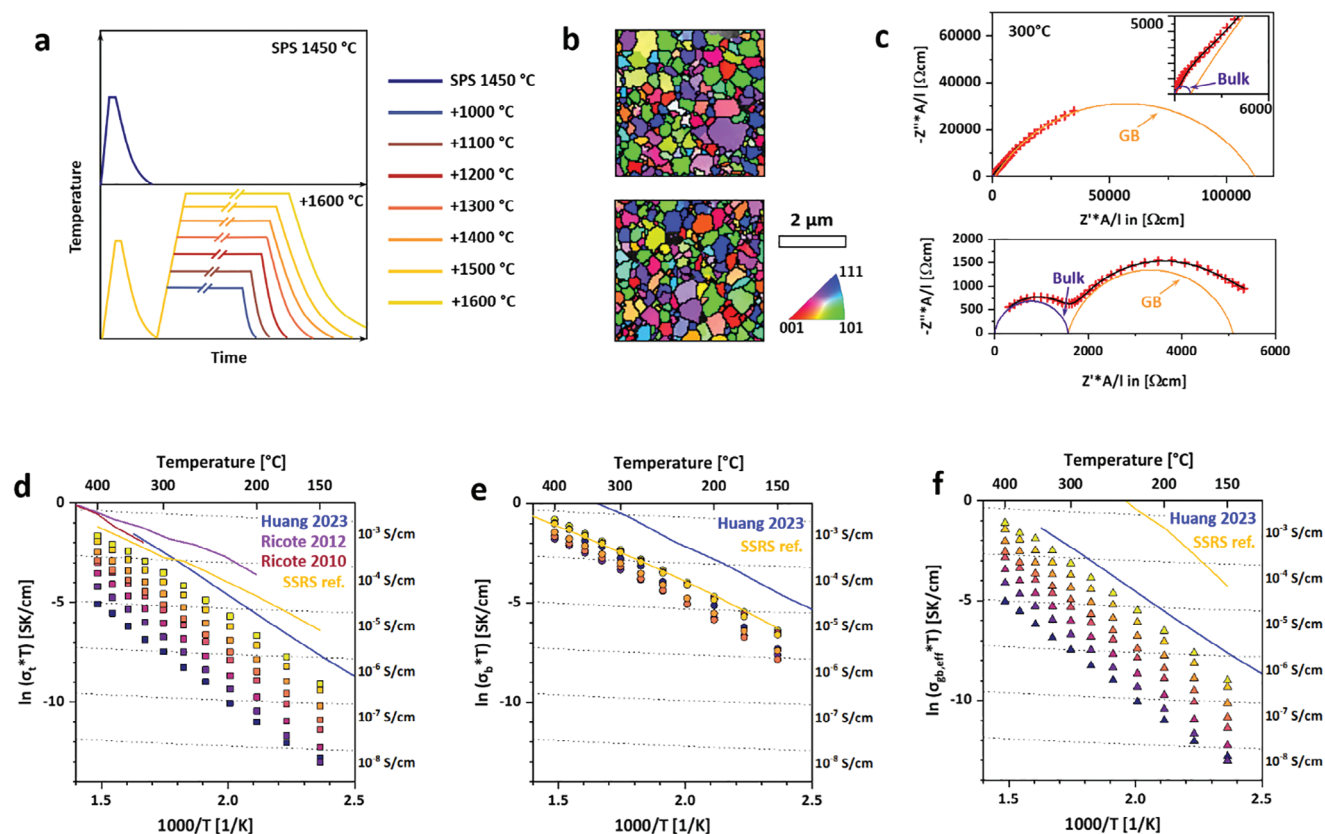 a
SPS 1450 °C
+1600 °C
Temperature
Time
SPS 1450 °C
+1000 °C
+1100 °C
+1200 °C
+1300 °C
+1400 °C
+1500 °C
+1600 °C
b
2 µm
111
001
101
c
300°C
-Z''*A/l [Ωcm]
60000
40000
20000
0
0
50000
100000
Z'*A/l in [Ωcm]
GB
5000
Bulk
6000
-Z''*A/l [Ωcm]
2000
1750
1500
1250
1000
750
500
250
0
0
2000
4000
6000
Bulk
GB
Z'*A/l in [Ωcm]
d
Temperature [°C]
400
300
200
150
Huang 2023
Ricote 2012
Ricote 2010
SSRS ref.
ln (σt*T) [SK/cm]
0
-5
-10
10-3 S/cm
10-4 S/cm
10-5 S/cm
10-6 S/cm
10-7 S/cm
10-8 S/cm
1.5
2.0
2.5
1000/T [1/K]
e
Temperature [°C]
400
300
200
150
Huang 2023
SSRS ref.
ln (σb*T) [SK/cm]
0
-5
-10
10-3 S/cm
10-4 S/cm
10-5 S/cm
10-6 S/cm
10-7 S/cm
10-8 S/cm
1.5
2.0
2.5
1000/T [1/K]
f
Temperature [°C]
400
300
200
150
Huang 2023
SSRS ref.
ln (σgb,eff*T) [SK/cm]
0
-5
-10
10-3 S/cm
10-4 S/cm
10-5 S/cm
10-6 S/cm
10-7 S/cm
10-8 S/cm
1.5
2.0
2.5
1000/T [1/K]